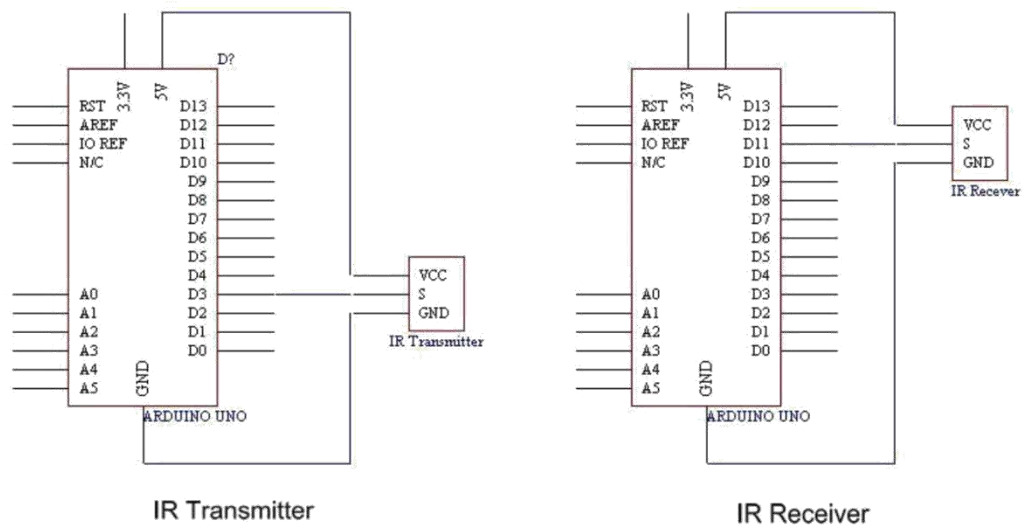 D?
3.3V
5V
RST
AREF
IO REF
N/C
A0
A1
A2
A3
A4
A5
D13
D12
D11
D10
D9
D8
D7
D6
D5
D4
D3
D2
D1
D0
GND
ARDUINO UNO
VCC
S
GND
IR Transmitter
IR Transmitter
3.3V
5V
RST
AREF
IO REF
N/C
A0
A1
A2
A3
A4
A5
D13
D12
D11
D10
D9
D8
D7
D6
D5
D4
D3
D2
D1
D0
GND
ARDUINO UNO
VCC
S
GND
IR Recever
IR Receiver